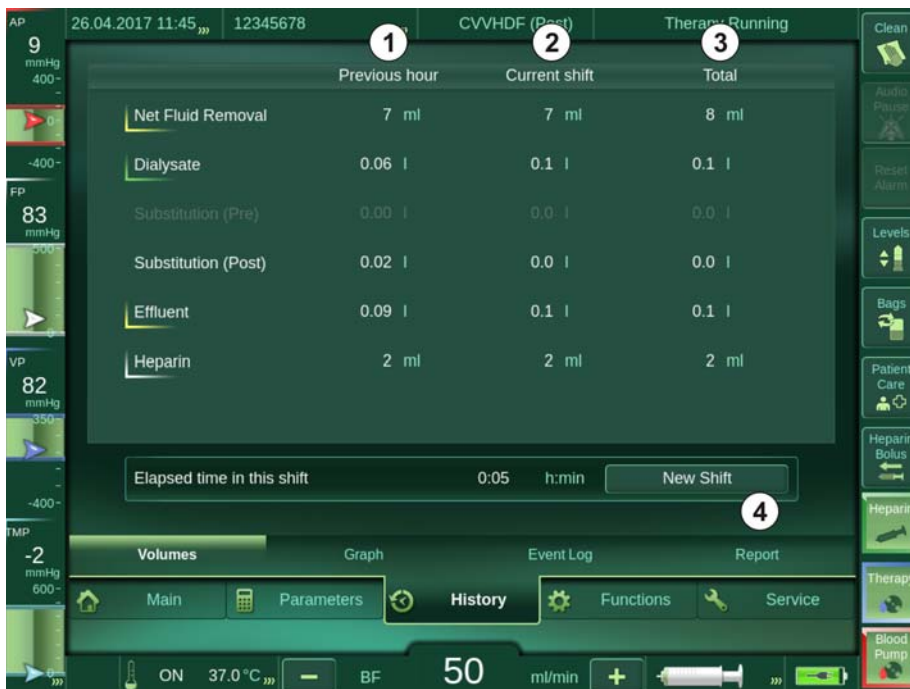 AP
9
mmHg
400-
0-
-400-
FP
83
mmHg
500-
0-
VP
82
mmHg
350-
-400-
TMP
-2
mmHg
600-
26.04.2017 11:45 12345678 CVVHDF (Post) Therapy Running
1 2 3
Previous hour Current shift Total
Net Fluid Removal 7 ml 7 ml 8 ml
Dialysate 0.06 l 0.1 l 0.1 l
Substitution (Pre) 0.00 l 0.0 l 0.0 l
Substitution (Post) 0.02 l 0.0 l 0.0 l
Effluent 0.09 l 0.1 l 0.1 l
Heparin 2 ml 2 ml 2 ml
Elapsed time in this shift 0:05 h:min New Shift
4
Volumes Graph Event Log Report
Main Parameters History Functions Service
ON 37.0 °C BF 50 ml/min
Clean
Audio
Pause
Reset
Alarm
Levels
Bags
Patient
Care
Heparin
Bolus
Heparin
Therapy
Blood
Pump